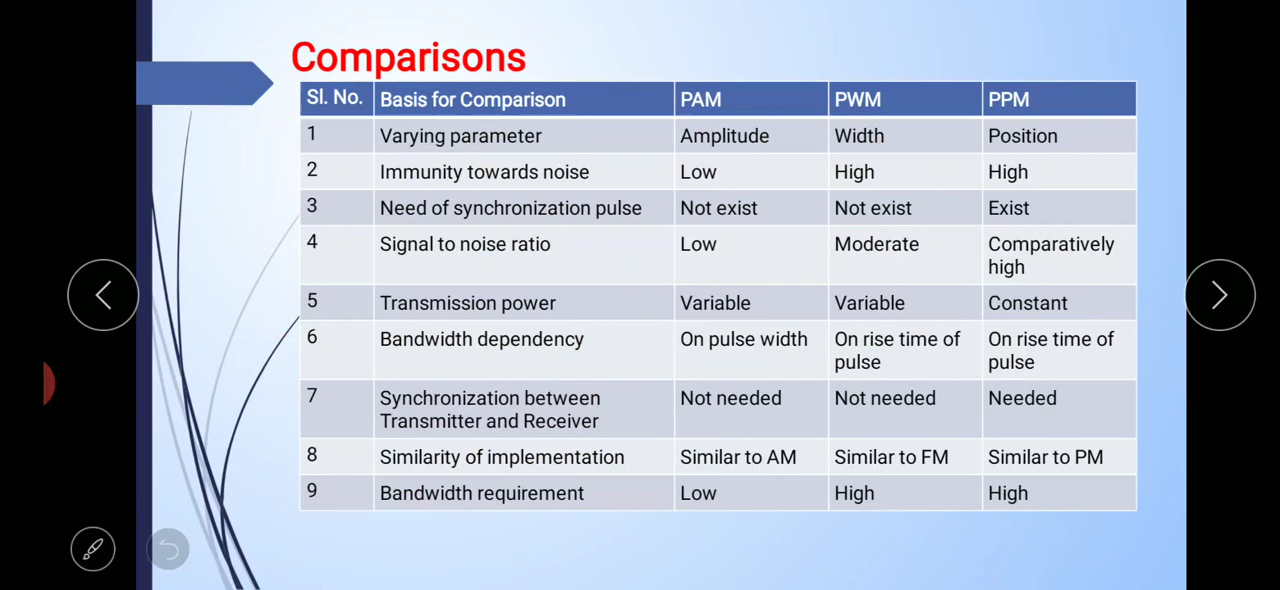 Comparisons
Sl. No. Basis for Comparison PAM PWM PPM
1 Varying parameter Amplitude Width Position
2 Immunity towards noise Low High High
3 Need of synchronization pulse Not exist Not exist Exist
4 Signal to noise ratio Low Moderate Comparatively
high
5 Transmission power Variable Variable Constant
6 Bandwidth dependency On pulse width On rise time of On rise time of
pulse pulse
7 Synchronization between Not needed Not needed Needed
Transmitter and Receiver
8 Similarity of implementation Similar to AM Similar to FM Similar to PM
9 Bandwidth requirement Low High High